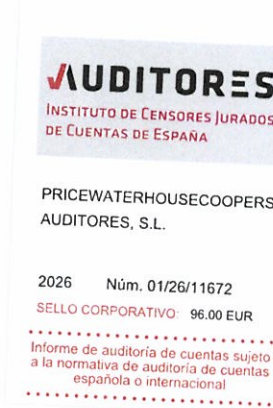 AUDITORES
INSTITUTO DE CENSORES JURADOS
DE CUENTAS DE ESPAÑA
PRICEWATERHOUSECOOPERS
AUDITORES, S.L.
2026 Núm. 01/26/11672
SELLO CORPORATIVO: 96.00 EUR
Informe de auditoría de cuentas sujeto
a la normativa de auditoría de cuentas
española o internacional